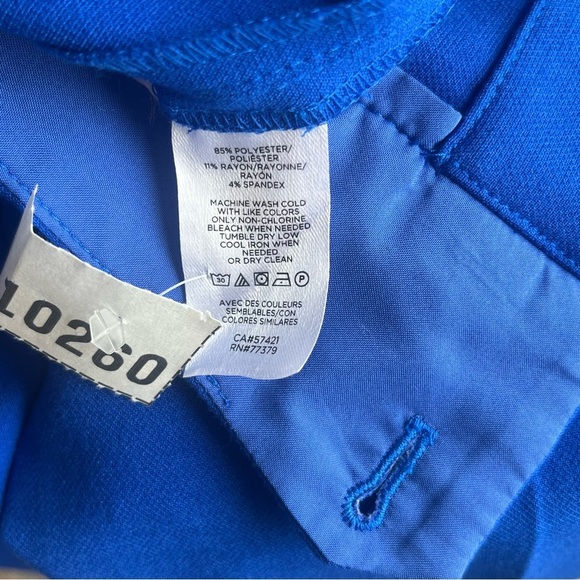 85% POLYESTER/
POLIÉSTER
11% RAYON/RAYONNE/
RAYÓN
4% SPANDEX
MACHINE WASH COLD
WITH LIKE COLORS
ONLY NON-CHLORINE
BLEACH WHEN NEEDED
TUMBLE DRY LOW
COOL IRON WHEN
NEEDED
OR DRY CLEAN
30 P
AVEC DES COULEURS
SEMBLABLES/CON
COLORES SIMILARES
CA#57421
RN#77379
10260